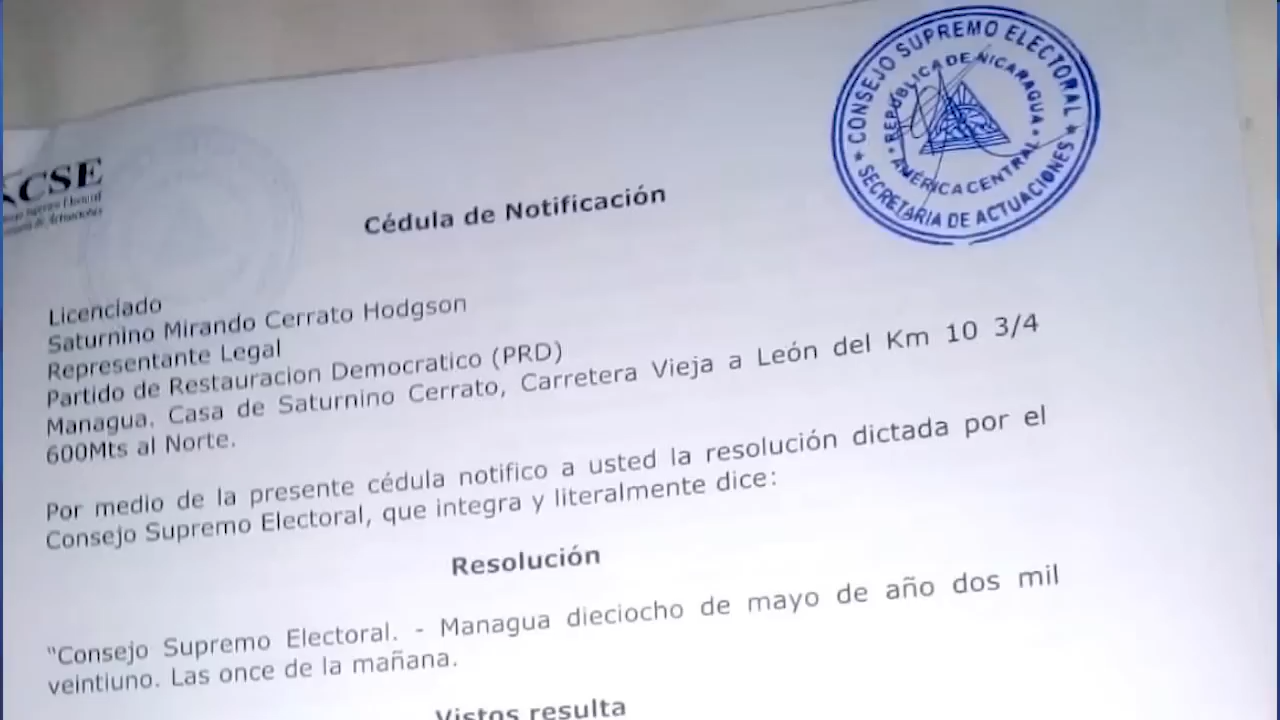 CSE
CONSEJO SUPREMO ELECTORAL
REPÚBLICA DE NICARAGUA
AMÉRICA CENTRAL
SECRETARIA DE ACTUACIONES
Cédula de Notificación
Licenciado
Saturnino Mirando Cerrato Hodgson
Representante Legal
Partido de Restauracion Democratico (PRD)
Managua. Casa de Saturnino Cerrato, Carretera Vieja a León del Km 10 3/4
600Mts al Norte.
Por medio de la presente cédula notifico a usted la resolución dictada por el
Consejo Supremo Electoral, que integra y literalmente dice:
Resolución
“Consejo Supremo Electoral. - Managua dieciocho de mayo de año dos mil
veintiuno. Las once de la mañana.
Vistos resulta